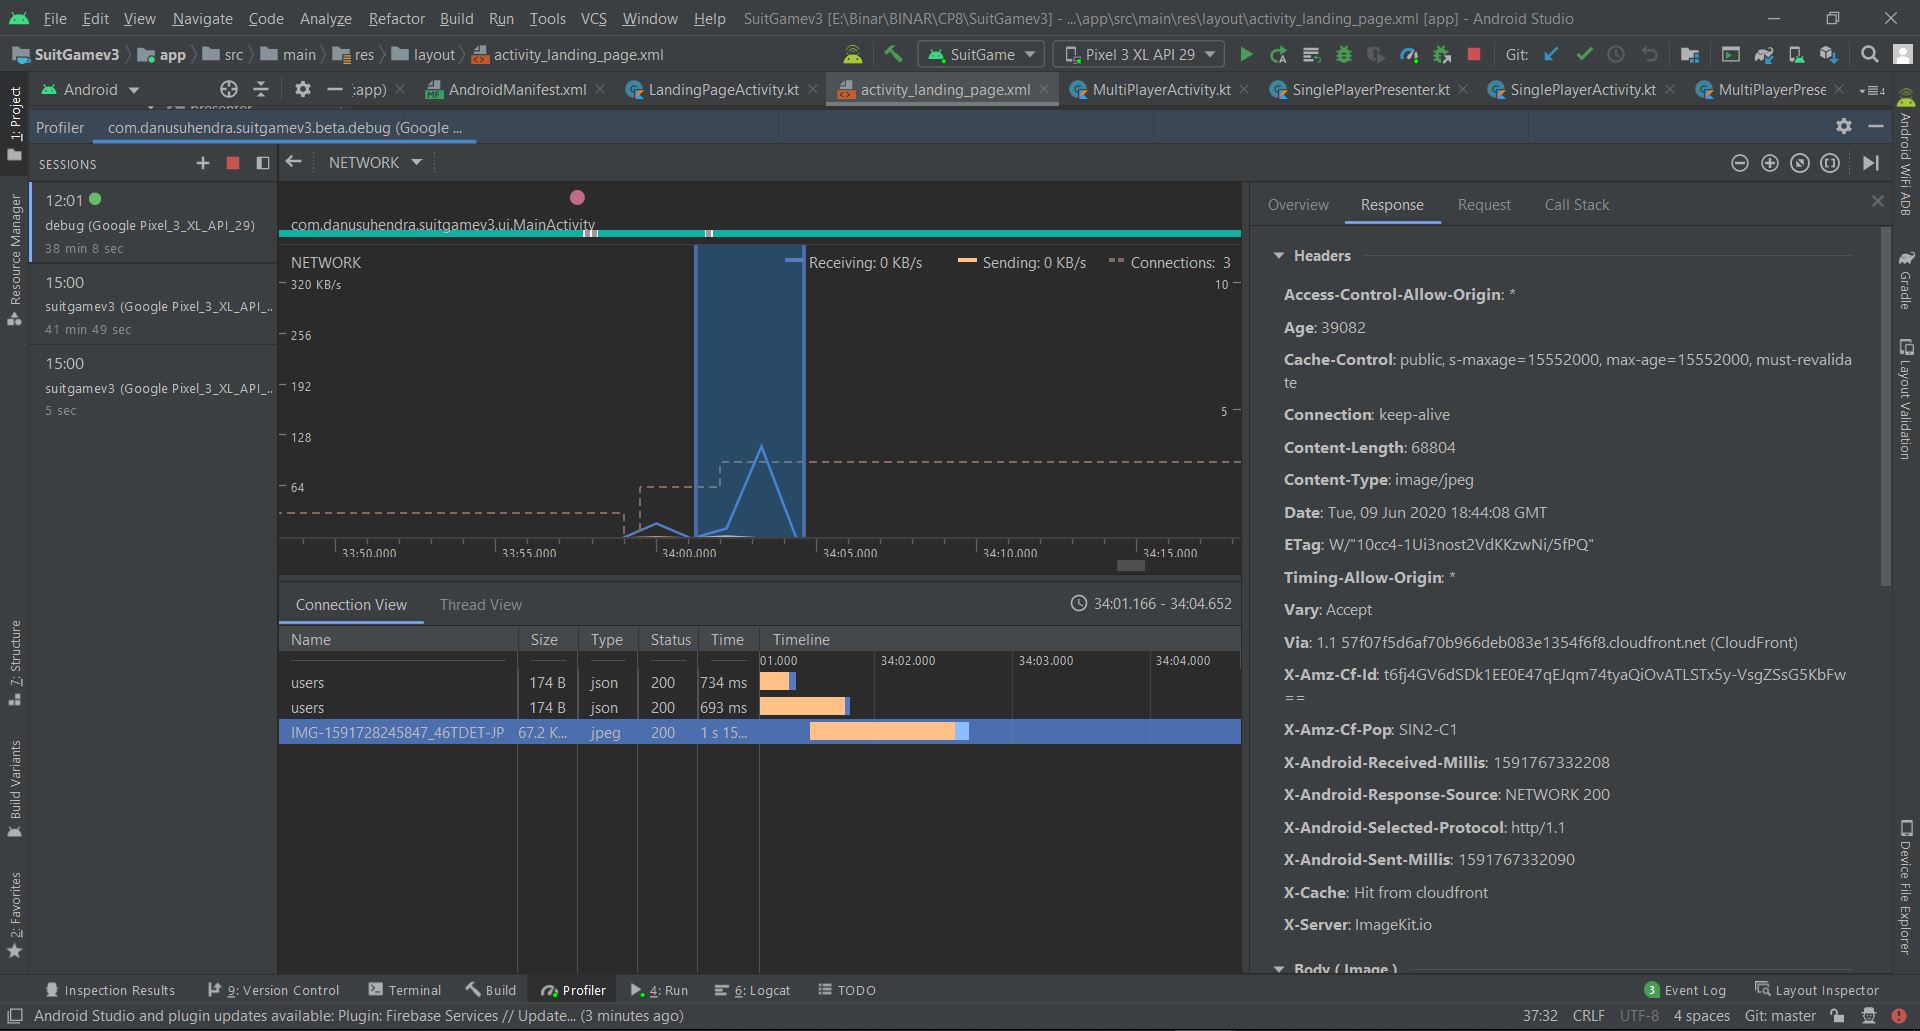 File Edit View Navigate Code Analyze Refactor Build Run Tools VCS Window Help SuitGamev3 [E:\Binar\BINAR\CP8\SuitGamev3] - ...\app\src\main\res\layout\activity_landing_page.xml [app] - Android Studio
SuitGamev3 app src main res layout activity_landing_page.xml SuitGame Pixel 3 XL API 29 Git:
Android :app) AndroidManifest.xml LandingPageActivity.kt activity_landing_page.xml MultiPlayerActivity.kt SinglePlayerPresenter.kt SinglePlayerActivity.kt MultiPlayerPrese 4
presenter
Profiler com.danusuhendra.suitgamev3.beta.debug (Google ...
SESSIONS
NETWORK
12:01
debug (Google Pixel_3_XL_API_29)
38 min 8 sec
15:00
suitgamev3 (Google Pixel_3_XL_API_...
41 min 49 sec
15:00
suitgamev3 (Google Pixel_3_XL_API_...
5 sec
com.danusuhendra.suitgamev3.ui.MainActivity
NETWORK Receiving: 0 KB/s Sending: 0 KB/s Connections: 3
320 KB/s 10
256
192
5
128
64
33:50.000 33:55.000 34:00.000 34:05.000 34:10.000 34:15.000
Connection View Thread View 34:01.166 - 34:04.652
Name Size Type Status Time Timeline
01.000 34:02.000 34:03.000 34:04.000
users 174 B json 200 734 ms
users 174 B json 200 693 ms
IMG-1591728245847_46TDET-JP 67.2 K... jpeg 200 1 s 15...
Overview Response Request Call Stack
Headers
Access-Control-Allow-Origin: *
Age: 39082
Cache-Control: public, s-maxage=15552000, max-age=15552000, must-revalida
te
Connection: keep-alive
Content-Length: 68804
Content-Type: image/jpeg
Date: Tue, 09 Jun 2020 18:44:08 GMT
ETag: W/"10cc4-1Ui3nost2VdKKzwNi/5fPQ"
Timing-Allow-Origin: *
Vary: Accept
Via: 1.1 57f07f5d6af70b966deb083e1354f6f8.cloudfront.net (CloudFront)
X-Amz-Cf-Id: t6fj4GV6dSDk1EE0E47qEJqm74tyaQiOvATLSTx5y-VsgZSsG5KbFw
==
X-Amz-Cf-Pop: SIN2-C1
X-Android-Received-Millis: 1591767332208
X-Android-Response-Source: NETWORK 200
X-Android-Selected-Protocol: http/1.1
X-Android-Sent-Millis: 1591767332090
X-Cache: Hit from cloudfront
X-Server: ImageKit.io
Body ( Image )
1: Project
Resource Manager
7: Structure
Build Variants
2: Favorites
Android WiFi ADB
Gradle
Layout Validation
Device File Explorer
Inspection Results 9: Version Control Terminal Build Profiler 4: Run 6: Logcat TODO 3 Event Log Layout Inspector
Android Studio and plugin updates available: Plugin: Firebase Services // Update... (3 minutes ago) 37:32 CRLF UTF-8 4 spaces Git: master